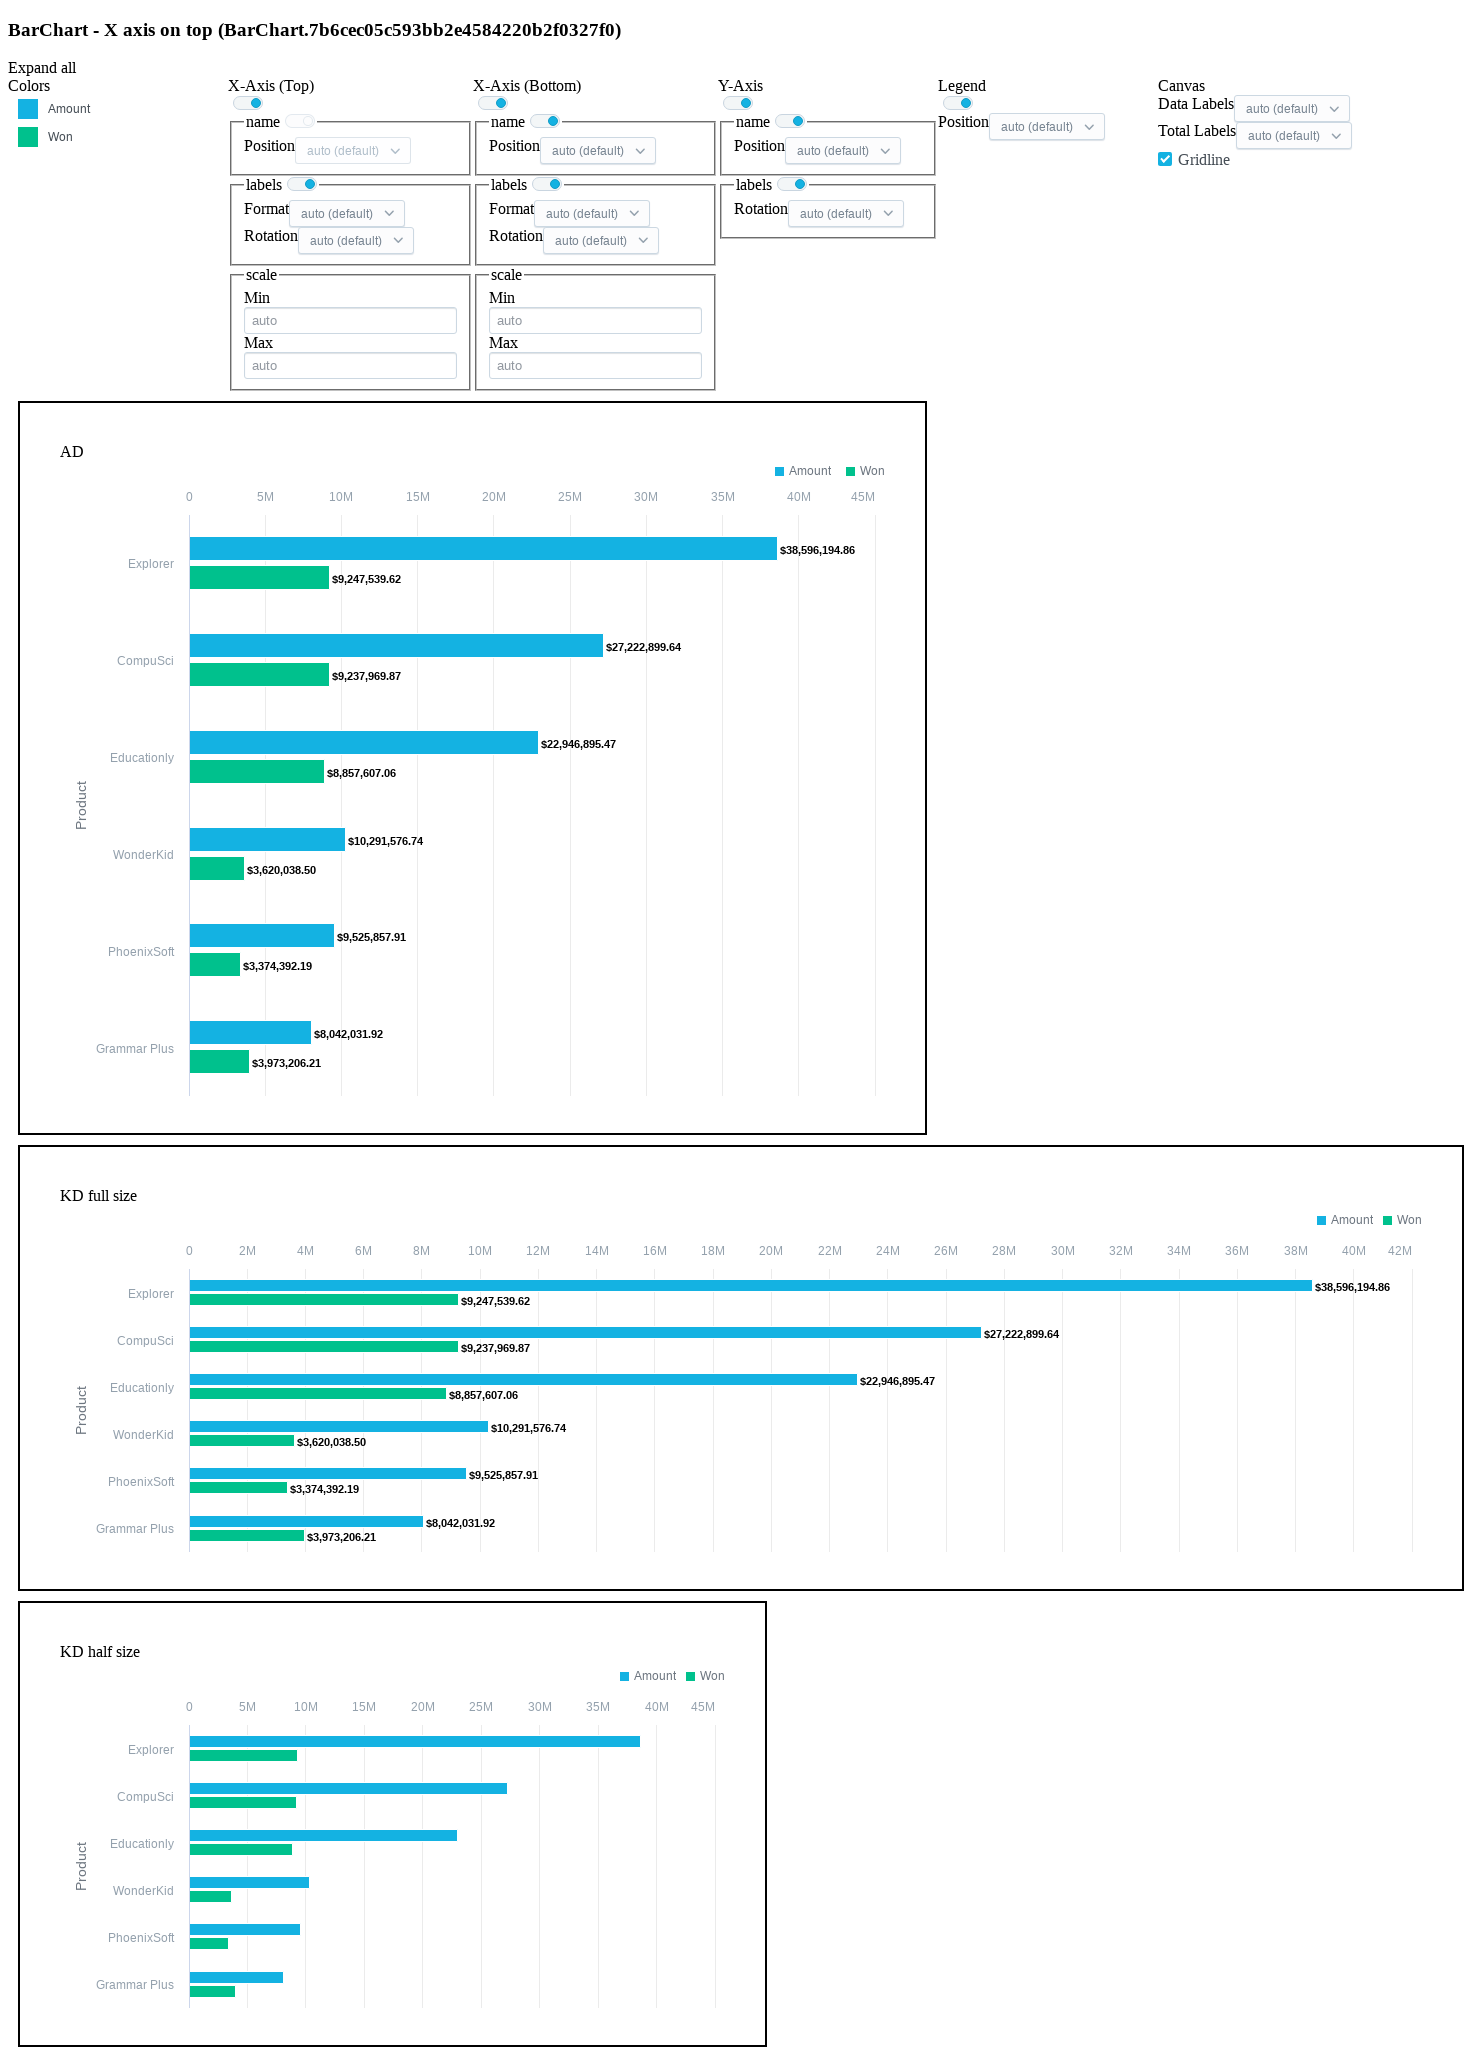 BarChart - X axis on top (BarChart.7b6cec05c593bb2e4584220b2f0327f0)
Expand all
Colors
Amount
Won
X-Axis (Top)
name
Position auto (default)
labels
Format auto (default)
Rotation auto (default)
scale
Min
auto
Max
auto
X-Axis (Bottom)
name
Position auto (default)
labels
Format auto (default)
Rotation auto (default)
scale
Min
auto
Max
auto
Y-Axis
name
Position auto (default)
labels
Rotation auto (default)
Legend
Position auto (default)
Canvas
Data Labels auto (default)
Total Labels auto (default)
Gridline
AD
Amount Won
0 5M 10M 15M 20M 25M 30M 35M 40M 45M
Product
Explorer
$38,596,194.86
$9,247,539.62
CompuSci
$27,222,899.64
$9,237,969.87
Educationly
$22,946,895.47
$8,857,607.06
WonderKid
$10,291,576.74
$3,620,038.50
PhoenixSoft
$9,525,857.91
$3,374,392.19
Grammar Plus
$8,042,031.92
$3,973,206.21
KD full size
Amount Won
0 2M 4M 6M 8M 10M 12M 14M 16M 18M 20M 22M 24M 26M 28M 30M 32M 34M 36M 38M 40M 42M
Product
Explorer
$38,596,194.86
$9,247,539.62
CompuSci
$27,222,899.64
$9,237,969.87
Educationly
$22,946,895.47
$8,857,607.06
WonderKid
$10,291,576.74
$3,620,038.50
PhoenixSoft
$9,525,857.91
$3,374,392.19
Grammar Plus
$8,042,031.92
$3,973,206.21
KD half size
Amount Won
0 5M 10M 15M 20M 25M 30M 35M 40M 45M
Product
Explorer
CompuSci
Educationly
WonderKid
PhoenixSoft
Grammar Plus